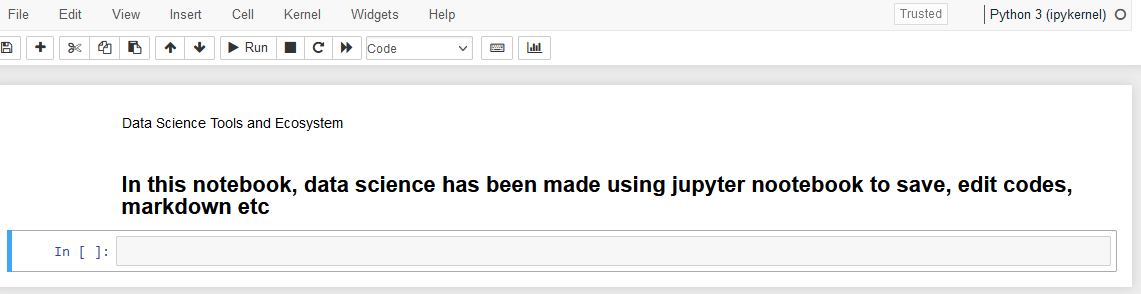 File Edit View Insert Cell Kernel Widgets Help Trusted Python 3 (ipykernel)
Run Code
Data Science Tools and Ecosystem
In this notebook, data science has been made using jupyter nootebook to save, edit codes,
markdown etc
In [ ]: